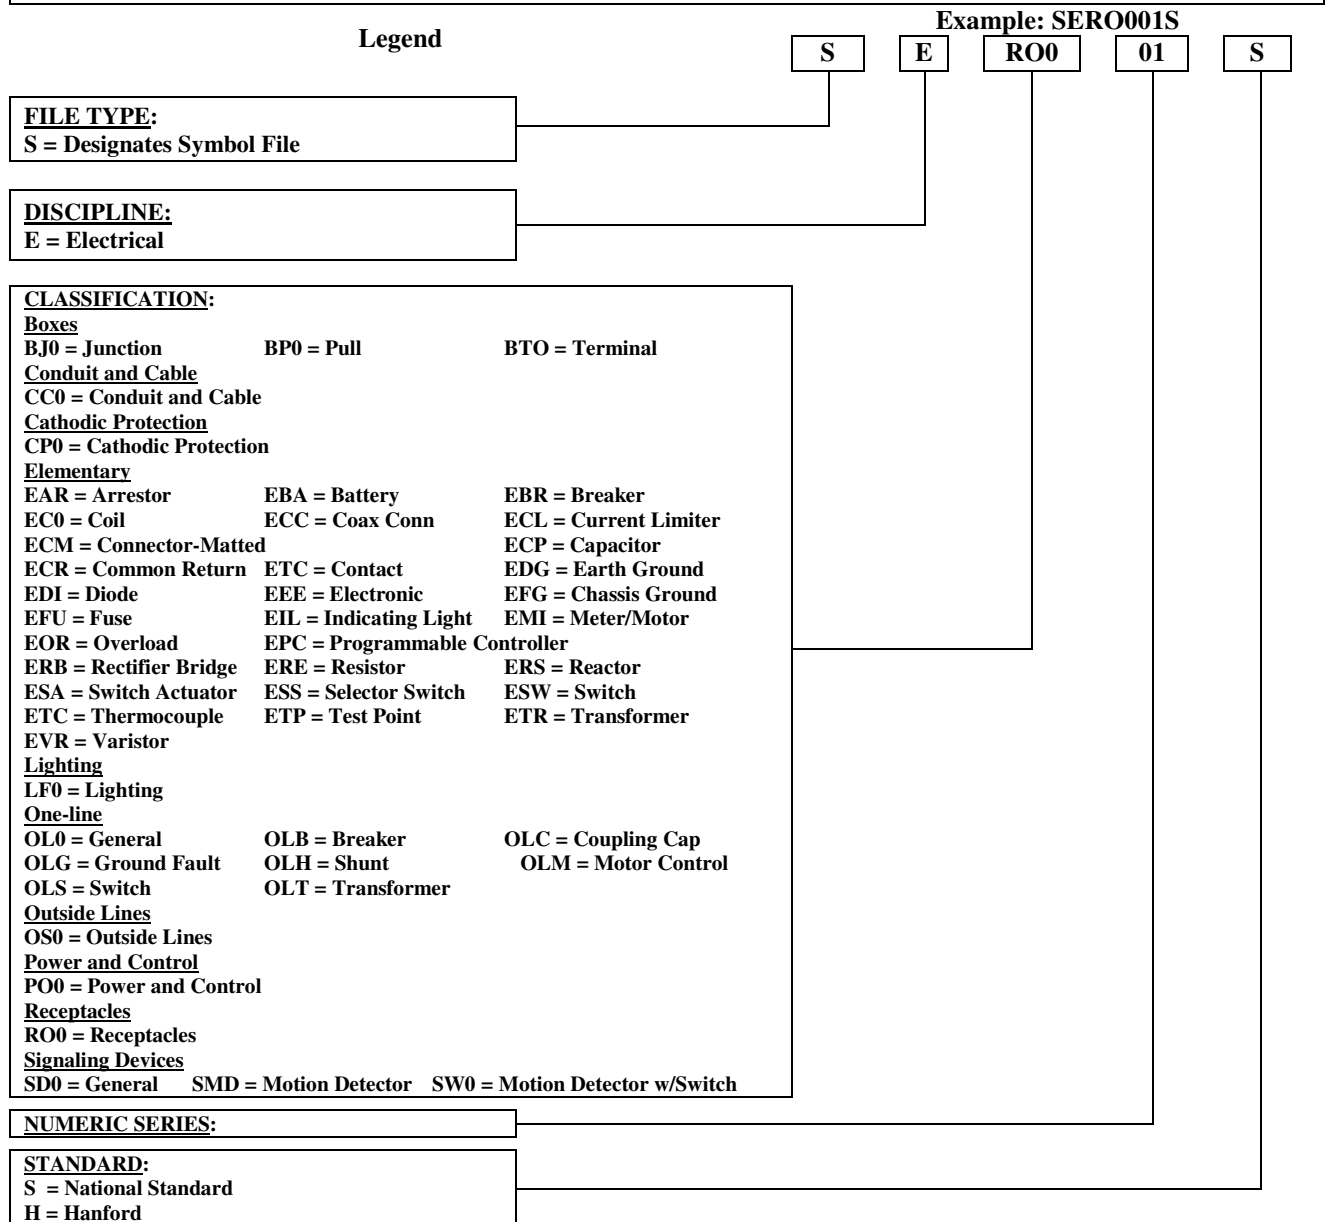 Example: SERO001S
Legend
S E RO0 01 S
FILE TYPE:
S = Designates Symbol File
DISCIPLINE:
E = Electrical
CLASSIFICATION:
Boxes
BJ0 = Junction BP0 = Pull BTO = Terminal
Conduit and Cable
CC0 = Conduit and Cable
Cathodic Protection
CP0 = Cathodic Protection
Elementary
EAR = Arrestor EBA = Battery EBR = Breaker
EC0 = Coil ECC = Coax Conn ECL = Current Limiter
ECM = Connector-Matted ECP = Capacitor
ECR = Common Return ETC = Contact EDG = Earth Ground
EDI = Diode EEE = Electronic EFG = Chassis Ground
EFU = Fuse EIL = Indicating Light EMI = Meter/Motor
EOR = Overload EPC = Programmable Controller
ERB = Rectifier Bridge ERE = Resistor ERS = Reactor
ESA = Switch Actuator ESS = Selector Switch ESW = Switch
ETC = Thermocouple ETP = Test Point ETR = Transformer
EVR = Varistor
Lighting
LF0 = Lighting
One-line
OL0 = General OLB = Breaker OLC = Coupling Cap
OLG = Ground Fault OLH = Shunt OLM = Motor Control
OLS = Switch OLT = Transformer
Outside Lines
OS0 = Outside Lines
Power and Control
PO0 = Power and Control
Receptacles
RO0 = Receptacles
Signaling Devices
SD0 = General SMD = Motion Detector SW0 = Motion Detector w/Switch
NUMERIC SERIES:
STANDARD:
S = National Standard
H = Hanford